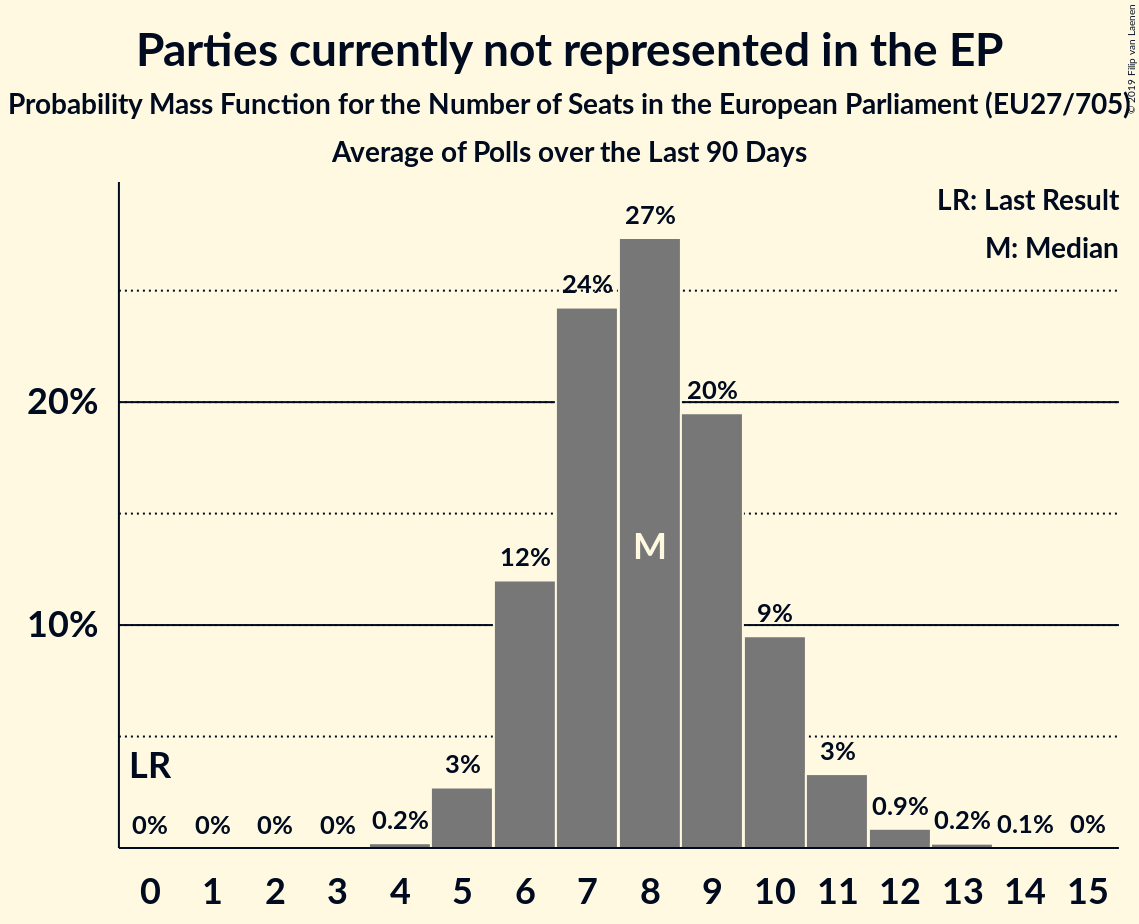 Parties currently not represented in the EP
Probability Mass Function for the Number of Seats in the European Parliament (EU27/705)
Average of Polls over the Last 90 Days
© 2019 Filip van Laenen
LR: Last Result
M: Median
27%
24%
20%
20%
M
12%
10%
9%
LR
3%
3%
0% 0% 0% 0% 0.2% 0.9% 0.2% 0.1% 0%
0 1 2 3 4 5 6 7 8 9 10 11 12 13 14 15